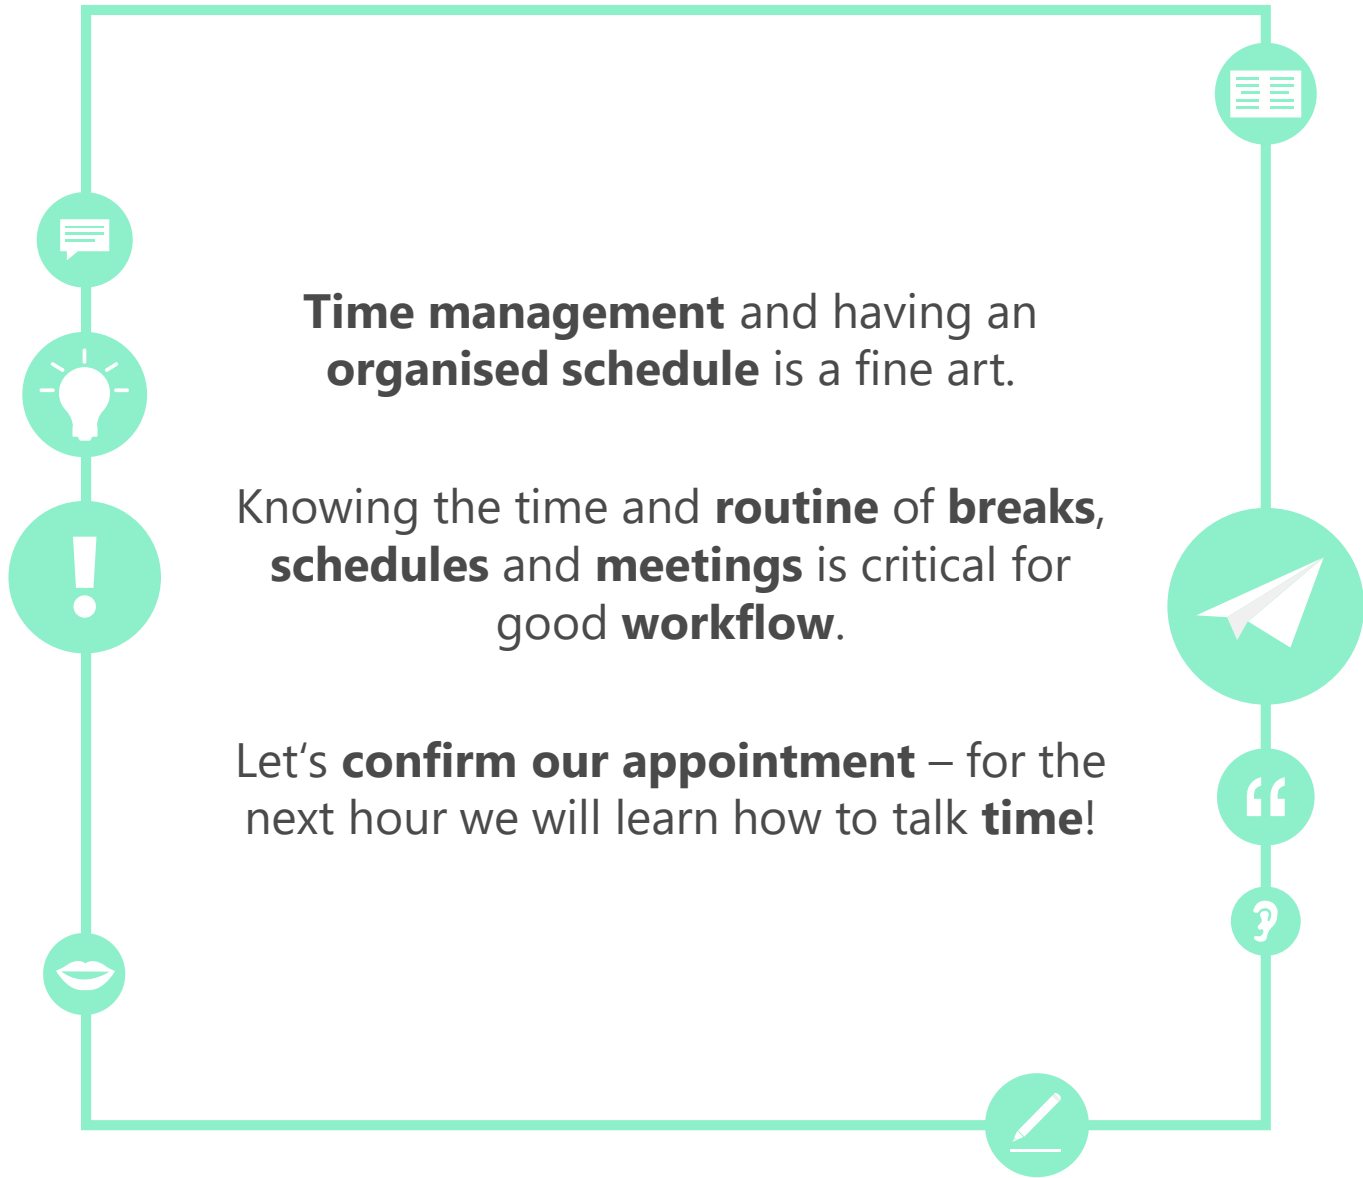 Time management and having an
organised schedule is a fine art.
Knowing the time and routine of breaks,
schedules and meetings is critical for
good workflow.
Let‘s confirm our appointment – for the
next hour we will learn how to talk time!